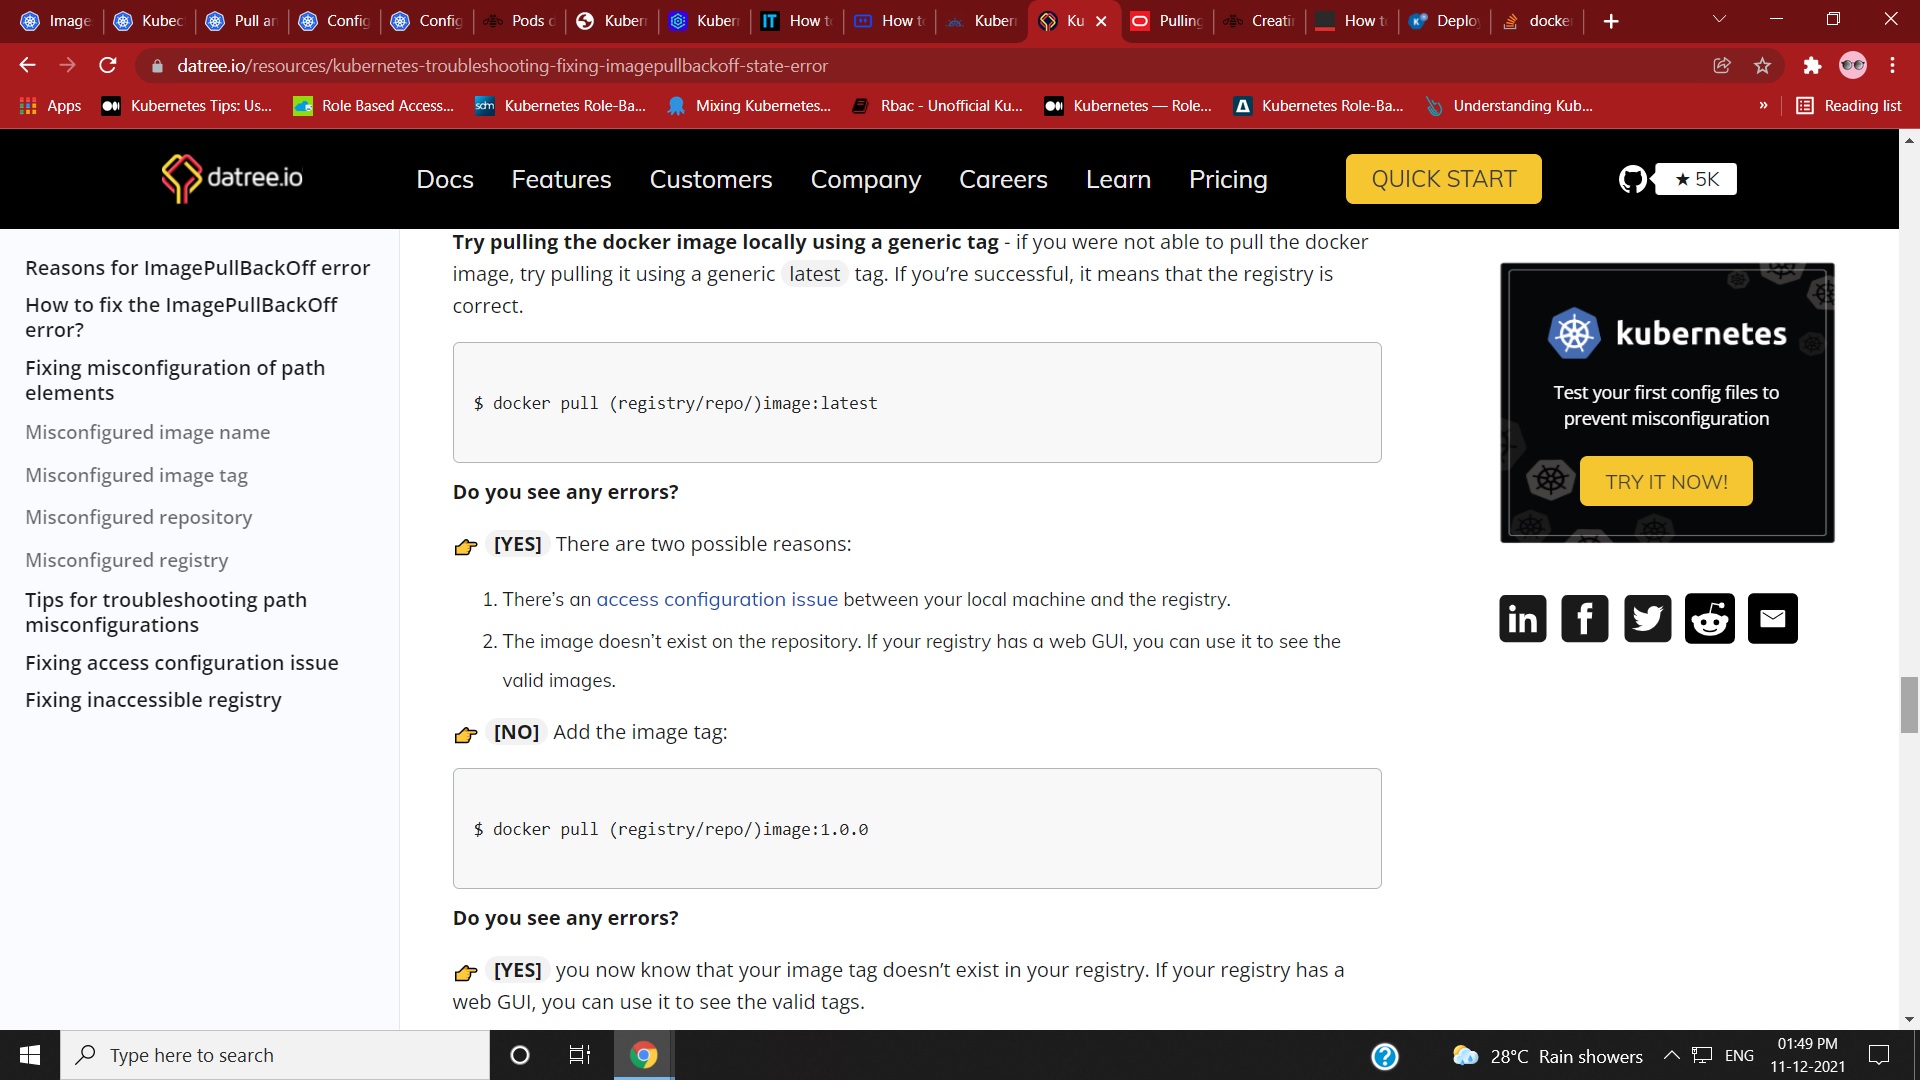 Image
Kubec
Pull an
Config
Config
Pods d
Kuber
Kuber
IT How to
How to
Kuber
Ku
Pulling
Creati
How t
Deplo
docke
datree.io/resources/kubernetes-troubleshooting-fixing-imagepullbackoff-state-error
Apps
Kubernetes Tips: Us...
Role Based Access...
sdm Kubernetes Role-Ba...
Mixing Kubernetes...
Rbac - Unofficial Ku...
Kubernetes — Role...
Kubernetes Role-Ba...
Understanding Kub...
»
Reading list
datree.io
Docs
Features
Customers
Company
Careers
Learn
Pricing
QUICK START
★ 5K
Reasons for ImagePullBackOff error
How to fix the ImagePullBackOff
error?
Fixing misconfiguration of path
elements
Misconfigured image name
Misconfigured image tag
Misconfigured repository
Misconfigured registry
Tips for troubleshooting path
misconfigurations
Fixing access configuration issue
Fixing inaccessible registry
Try pulling the docker image locally using a generic tag - if you were not able to pull the docker
image, try pulling it using a generic latest tag. If you’re successful, it means that the registry is
correct.
$ docker pull (registry/repo/)image:latest
Do you see any errors?
👉 [YES] There are two possible reasons:
1. There’s an access configuration issue between your local machine and the registry.
2. The image doesn’t exist on the repository. If your registry has a web GUI, you can use it to see the
valid images.
👉 [NO] Add the image tag:
$ docker pull (registry/repo/)image:1.0.0
Do you see any errors?
👉 [YES] you now know that your image tag doesn’t exist in your registry. If your registry has a
web GUI, you can use it to see the valid tags.
kubernetes
Test your first config files to
prevent misconfiguration
TRY IT NOW!
Type here to search
28°C Rain showers
ENG
01:49 PM
11-12-2021